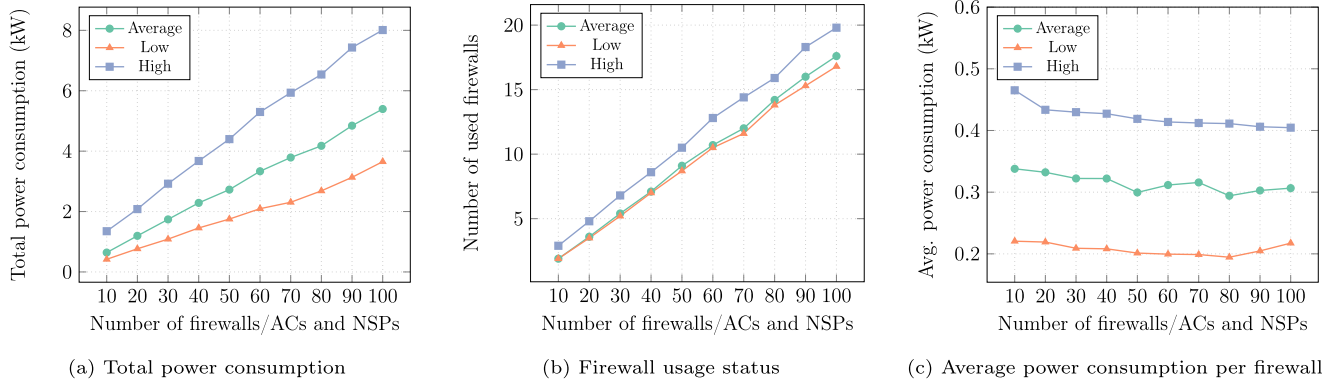 Total power consumption (kW)
8
6
4
2
0
Average
Low
High
10 20 30 40 50 60 70 80 90 100
Number of firewalls/ACs and NSPs
(a) Total power consumption
Number of used firewalls
20
15
10
5
Average
Low
High
10 20 30 40 50 60 70 80 90 100
Number of firewalls/ACs and NSPs
(b) Firewall usage status
Avg. power consumption (kW)
0.6
0.5
0.4
0.3
0.2
Average
Low
High
10 20 30 40 50 60 70 80 90 100
Number of firewalls/ACs and NSPs
(c) Average power consumption per firewall